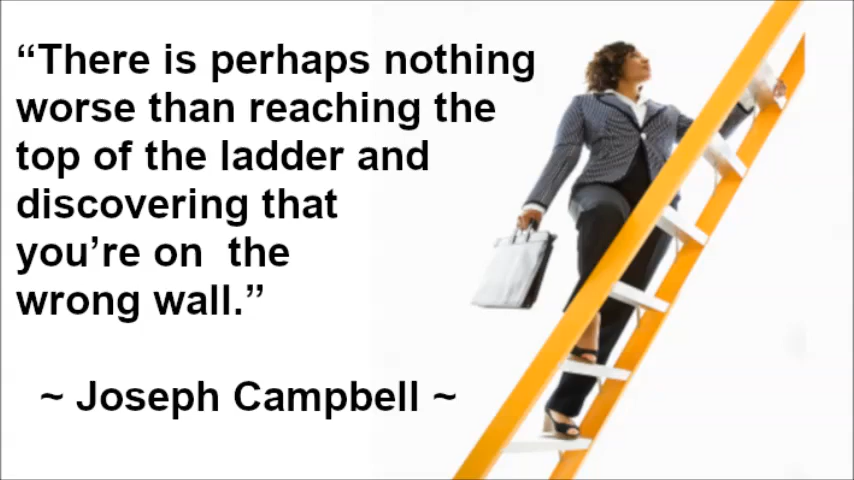 “There is perhaps nothing
worse than reaching the
top of the ladder and
discovering that
you’re on  the
wrong wall.”
~ Joseph Campbell ~